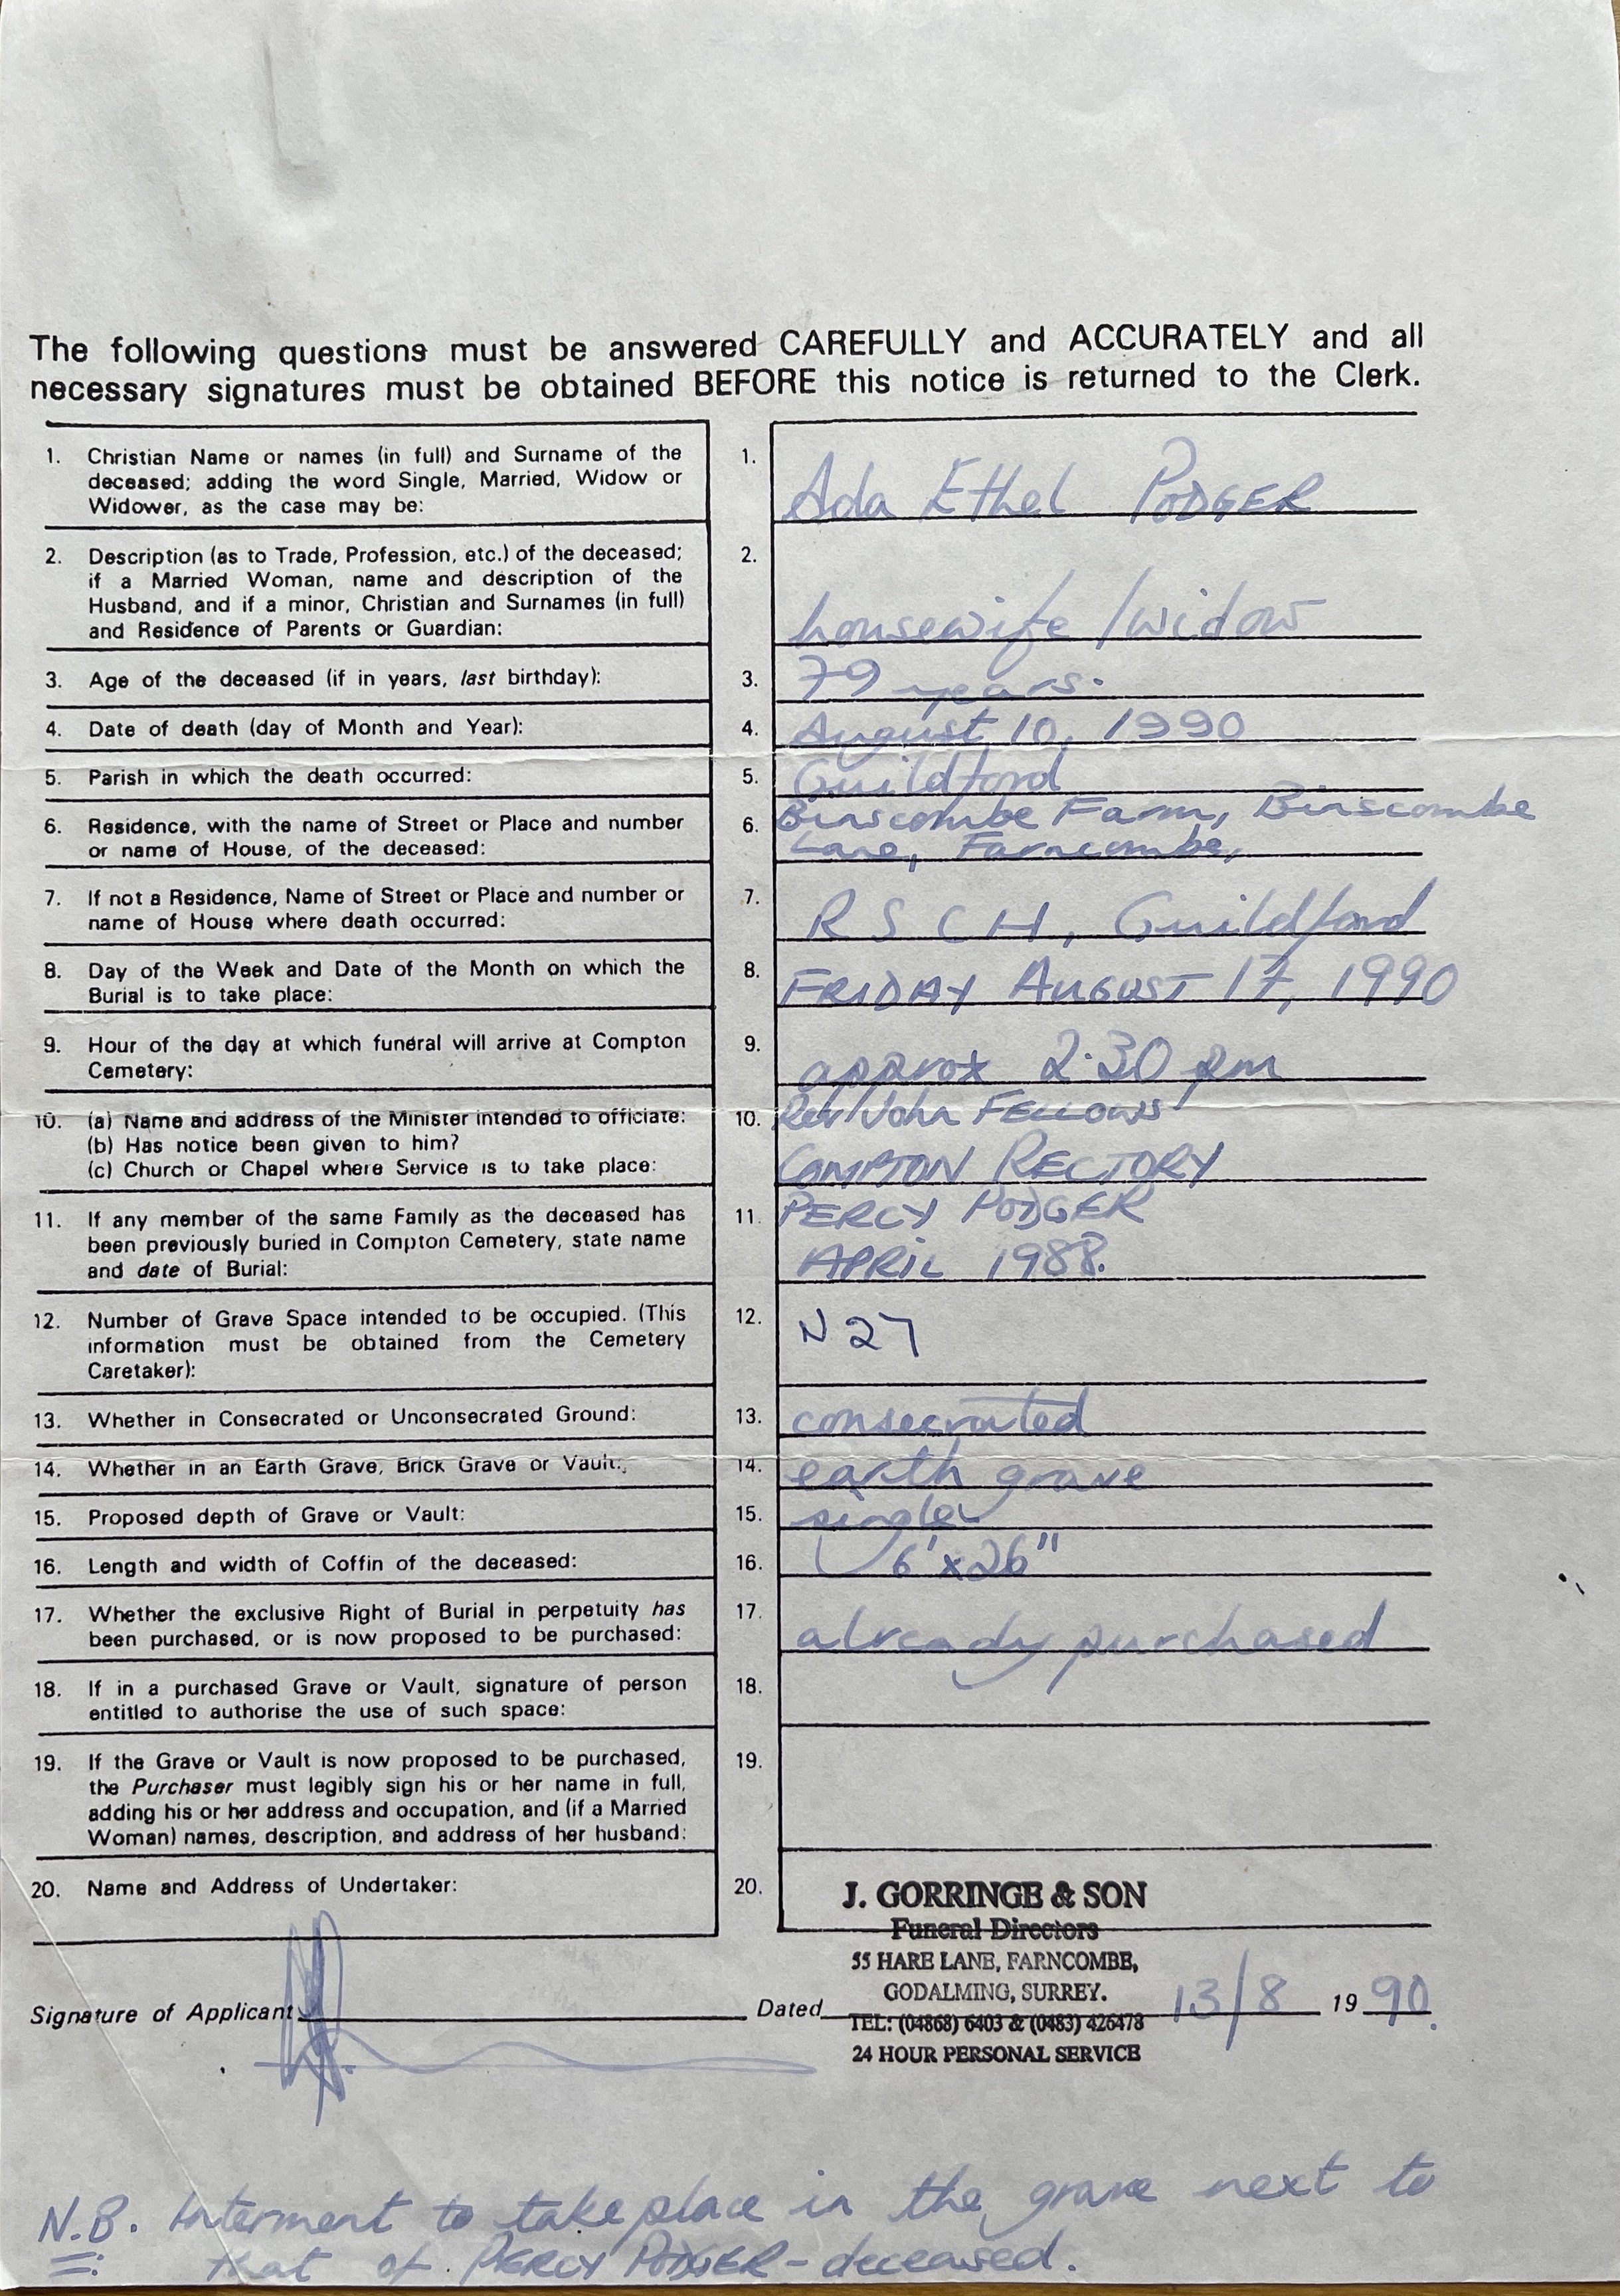 The following questions must be answered CAREFULLY and ACCURATELY and all
necessary signatures must be obtained BEFORE this notice is returned to the Clerk.
1. Christian Name or names (in full) and Surname of the
deceased; adding the word Single, Married, Widow or
Widower, as the case may be:
1. Ada Ethel PODGER
2. Description (as to Trade, Profession, etc.) of the deceased;
if a Married Woman, name and description of the
Husband, and if a minor, Christian and Surnames (in full)
and Residence of Parents or Guardian:
2. housewife / widow
3. Age of the deceased (if in years, last birthday):
3. 79 years.
4. Date of death (day of Month and Year):
4. August 10, 1990
5. Parish in which the death occurred:
5. Guildford
6. Residence, with the name of Street or Place and number
or name of House, of the deceased:
6. Binscombe Farm, Binscombe
Lane, Farncombe,
7. If not a Residence, Name of Street or Place and number or
name of House where death occurred:
7. R S C H, Guildford
8. Day of the Week and Date of the Month on which the
Burial is to take place:
8. FRIDAY AUGUST 17, 1990
9. Hour of the day at which funeral will arrive at Compton
Cemetery:
9. approx 2·30 pm
10. (a) Name and address of the Minister intended to officiate:
(b) Has notice been given to him?
(c) Church or Chapel where Service is to take place:
10. Rev John FELLOWS
COMPTON RECTORY
11. If any member of the same Family as the deceased has
been previously buried in Compton Cemetery, state name
and date of Burial:
11. PERCY PODGER
APRIL 1988.
12. Number of Grave Space intended to be occupied. (This
information must be obtained from the Cemetery
Caretaker):
12. N 27
13. Whether in Consecrated or Unconsecrated Ground:
13. consecrated
14. Whether in an Earth Grave, Brick Grave or Vault:
14. earth grave
15. Proposed depth of Grave or Vault:
15. single
16. Length and width of Coffin of the deceased:
16. 6' x 26"
17. Whether the exclusive Right of Burial in perpetuity has
been purchased, or is now proposed to be purchased:
17. already purchased
18. If in a purchased Grave or Vault, signature of person
entitled to authorise the use of such space:
18.
19. If the Grave or Vault is now proposed to be purchased,
the Purchaser must legibly sign his or her name in full,
adding his or her address and occupation, and (if a Married
Woman) names, description, and address of her husband:
19.
20. Name and Address of Undertaker:
20. J. GORRINGE & SON
Funeral Directors
55 HARE LANE, FARNCOMBE,
GODALMING, SURREY.
TEL: (04868) 6403 & (0483) 426478
24 HOUR PERSONAL SERVICE
Signature of Applicant
Dated 13/8 19 90.
N.B. Interment to take place in the grave next to
that of PERCY PODGER - deceased.